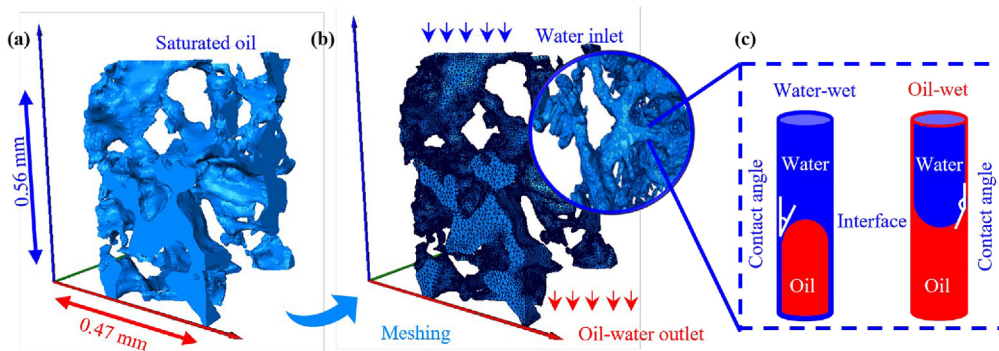 (a)
Saturated oil
0.56 mm
0.47 mm
(b)
Water inlet
Meshing
Oil-water outlet
(c)
Water-wet
Oil-wet
Contact angle
Water
Oil
Interface
Water
Oil
Contact angle